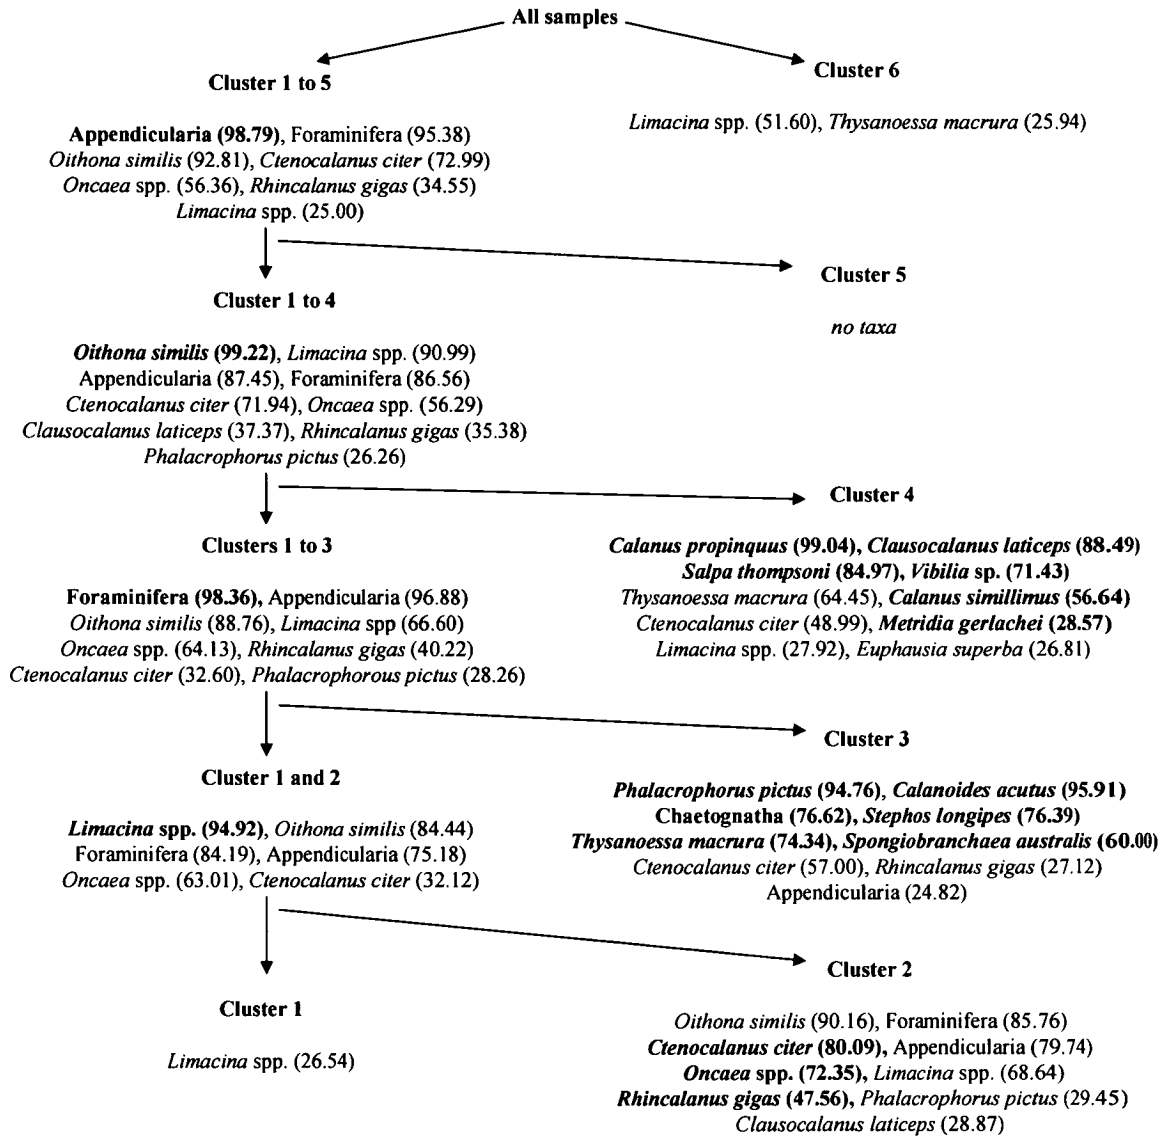 All samples
Cluster 1 to 5
Appendicularia (98.79), Foraminifera (95.38)
Oithona similis (92.81), Ctenocalanus citer (72.99)
Oncaea spp. (56.36), Rhincalanus gigas (34.55)
Limacina spp. (25.00)
Cluster 6
Limacina spp. (51.60), Thysanoessa macrura (25.94)
Cluster 1 to 4
Oithona similis (99.22), Limacina spp. (90.99)
Appendicularia (87.45), Foraminifera (86.56)
Ctenocalanus citer (71.94), Oncaea spp. (56.29)
Clausocalanus laticeps (37.37), Rhincalanus gigas (35.38)
Phalacrophorus pictus (26.26)
Cluster 5
no taxa
Clusters 1 to 3
Foraminifera (98.36), Appendicularia (96.88)
Oithona similis (88.76), Limacina spp (66.60)
Oncaea spp. (64.13), Rhincalanus gigas (40.22)
Ctenocalanus citer (32.60), Phalacrophorous pictus (28.26)
Cluster 4
Calanus propinquus (99.04), Clausocalanus laticeps (88.49)
Salpa thompsoni (84.97), Vibilia sp. (71.43)
Thysanoessa macrura (64.45), Calanus simillimus (56.64)
Ctenocalanus citer (48.99), Metridia gerlachei (28.57)
Limacina spp. (27.92), Euphausia superba (26.81)
Cluster 1 and 2
Limacina spp. (94.92), Oithona similis (84.44)
Foraminifera (84.19), Appendicularia (75.18)
Oncaea spp. (63.01), Ctenocalanus citer (32.12)
Cluster 3
Phalacrophorus pictus (94.76), Calanoides acutus (95.91)
Chaetognatha (76.62), Stephos longipes (76.39)
Thysanoessa macrura (74.34), Spongiobranchaea australis (60.00)
Ctenocalanus citer (57.00), Rhincalanus gigas (27.12)
Appendicularia (24.82)
Cluster 1
Limacina spp. (26.54)
Cluster 2
Oithona similis (90.16), Foraminifera (85.76)
Ctenocalanus citer (80.09), Appendicularia (79.74)
Oncaea spp. (72.35), Limacina spp. (68.64)
Rhincalanus gigas (47.56), Phalacrophorus pictus (29.45)
Clausocalanus laticeps (28.87)